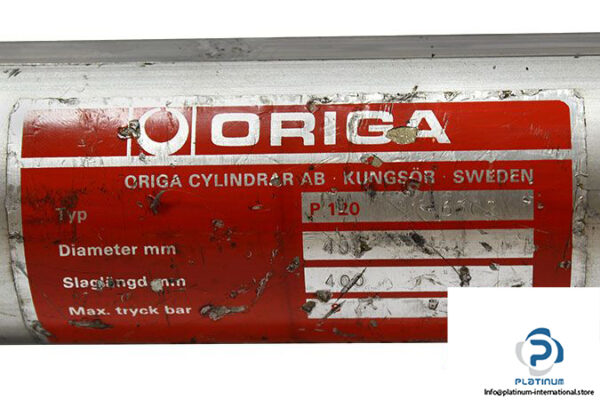 ORIGA
ORIGA CYLINDRAR AB · KUNGSÖR · SWEDEN
Typ P 120
Diameter mm 40
Slaglängd mm 400
Max. tryck bar
PLATINUM
Info@platinum-international.store